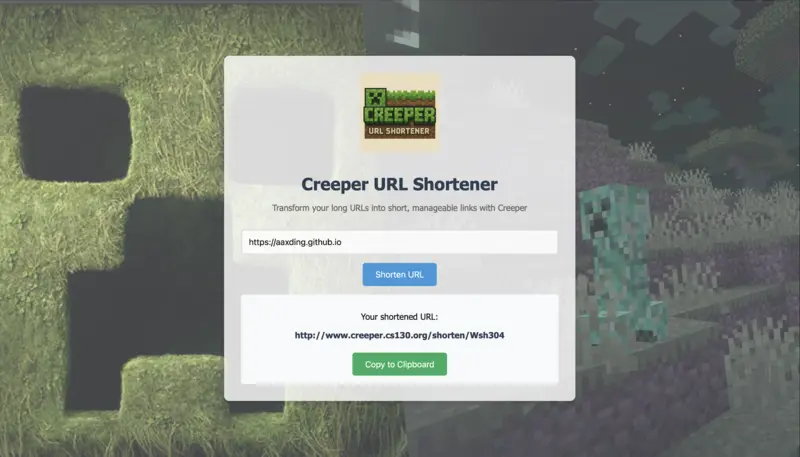 CREEPER
URL SHORTENER
Creeper URL Shortener
Transform your long URLs into short, manageable links with Creeper
https://aaxding.github.io
Shorten URL
Your shortened URL:
http://www.creeper.cs130.org/shorten/Wsh304
Copy to Clipboard